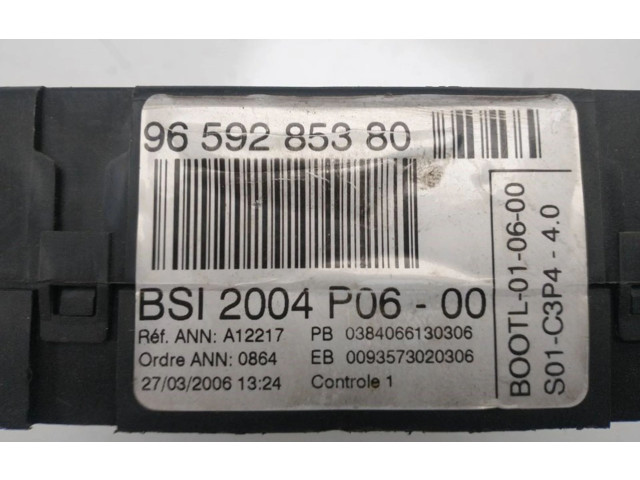 96 592 853 80
BSI 2004 P06 - 00
Réf. ANN: A12217 PB 0384066130306
Ordre ANN: 0864 EB 0093573020306
27/03/2006 13:24 Controle 1
BOOTL-01-06-00
S01-C3P4 - 4.0